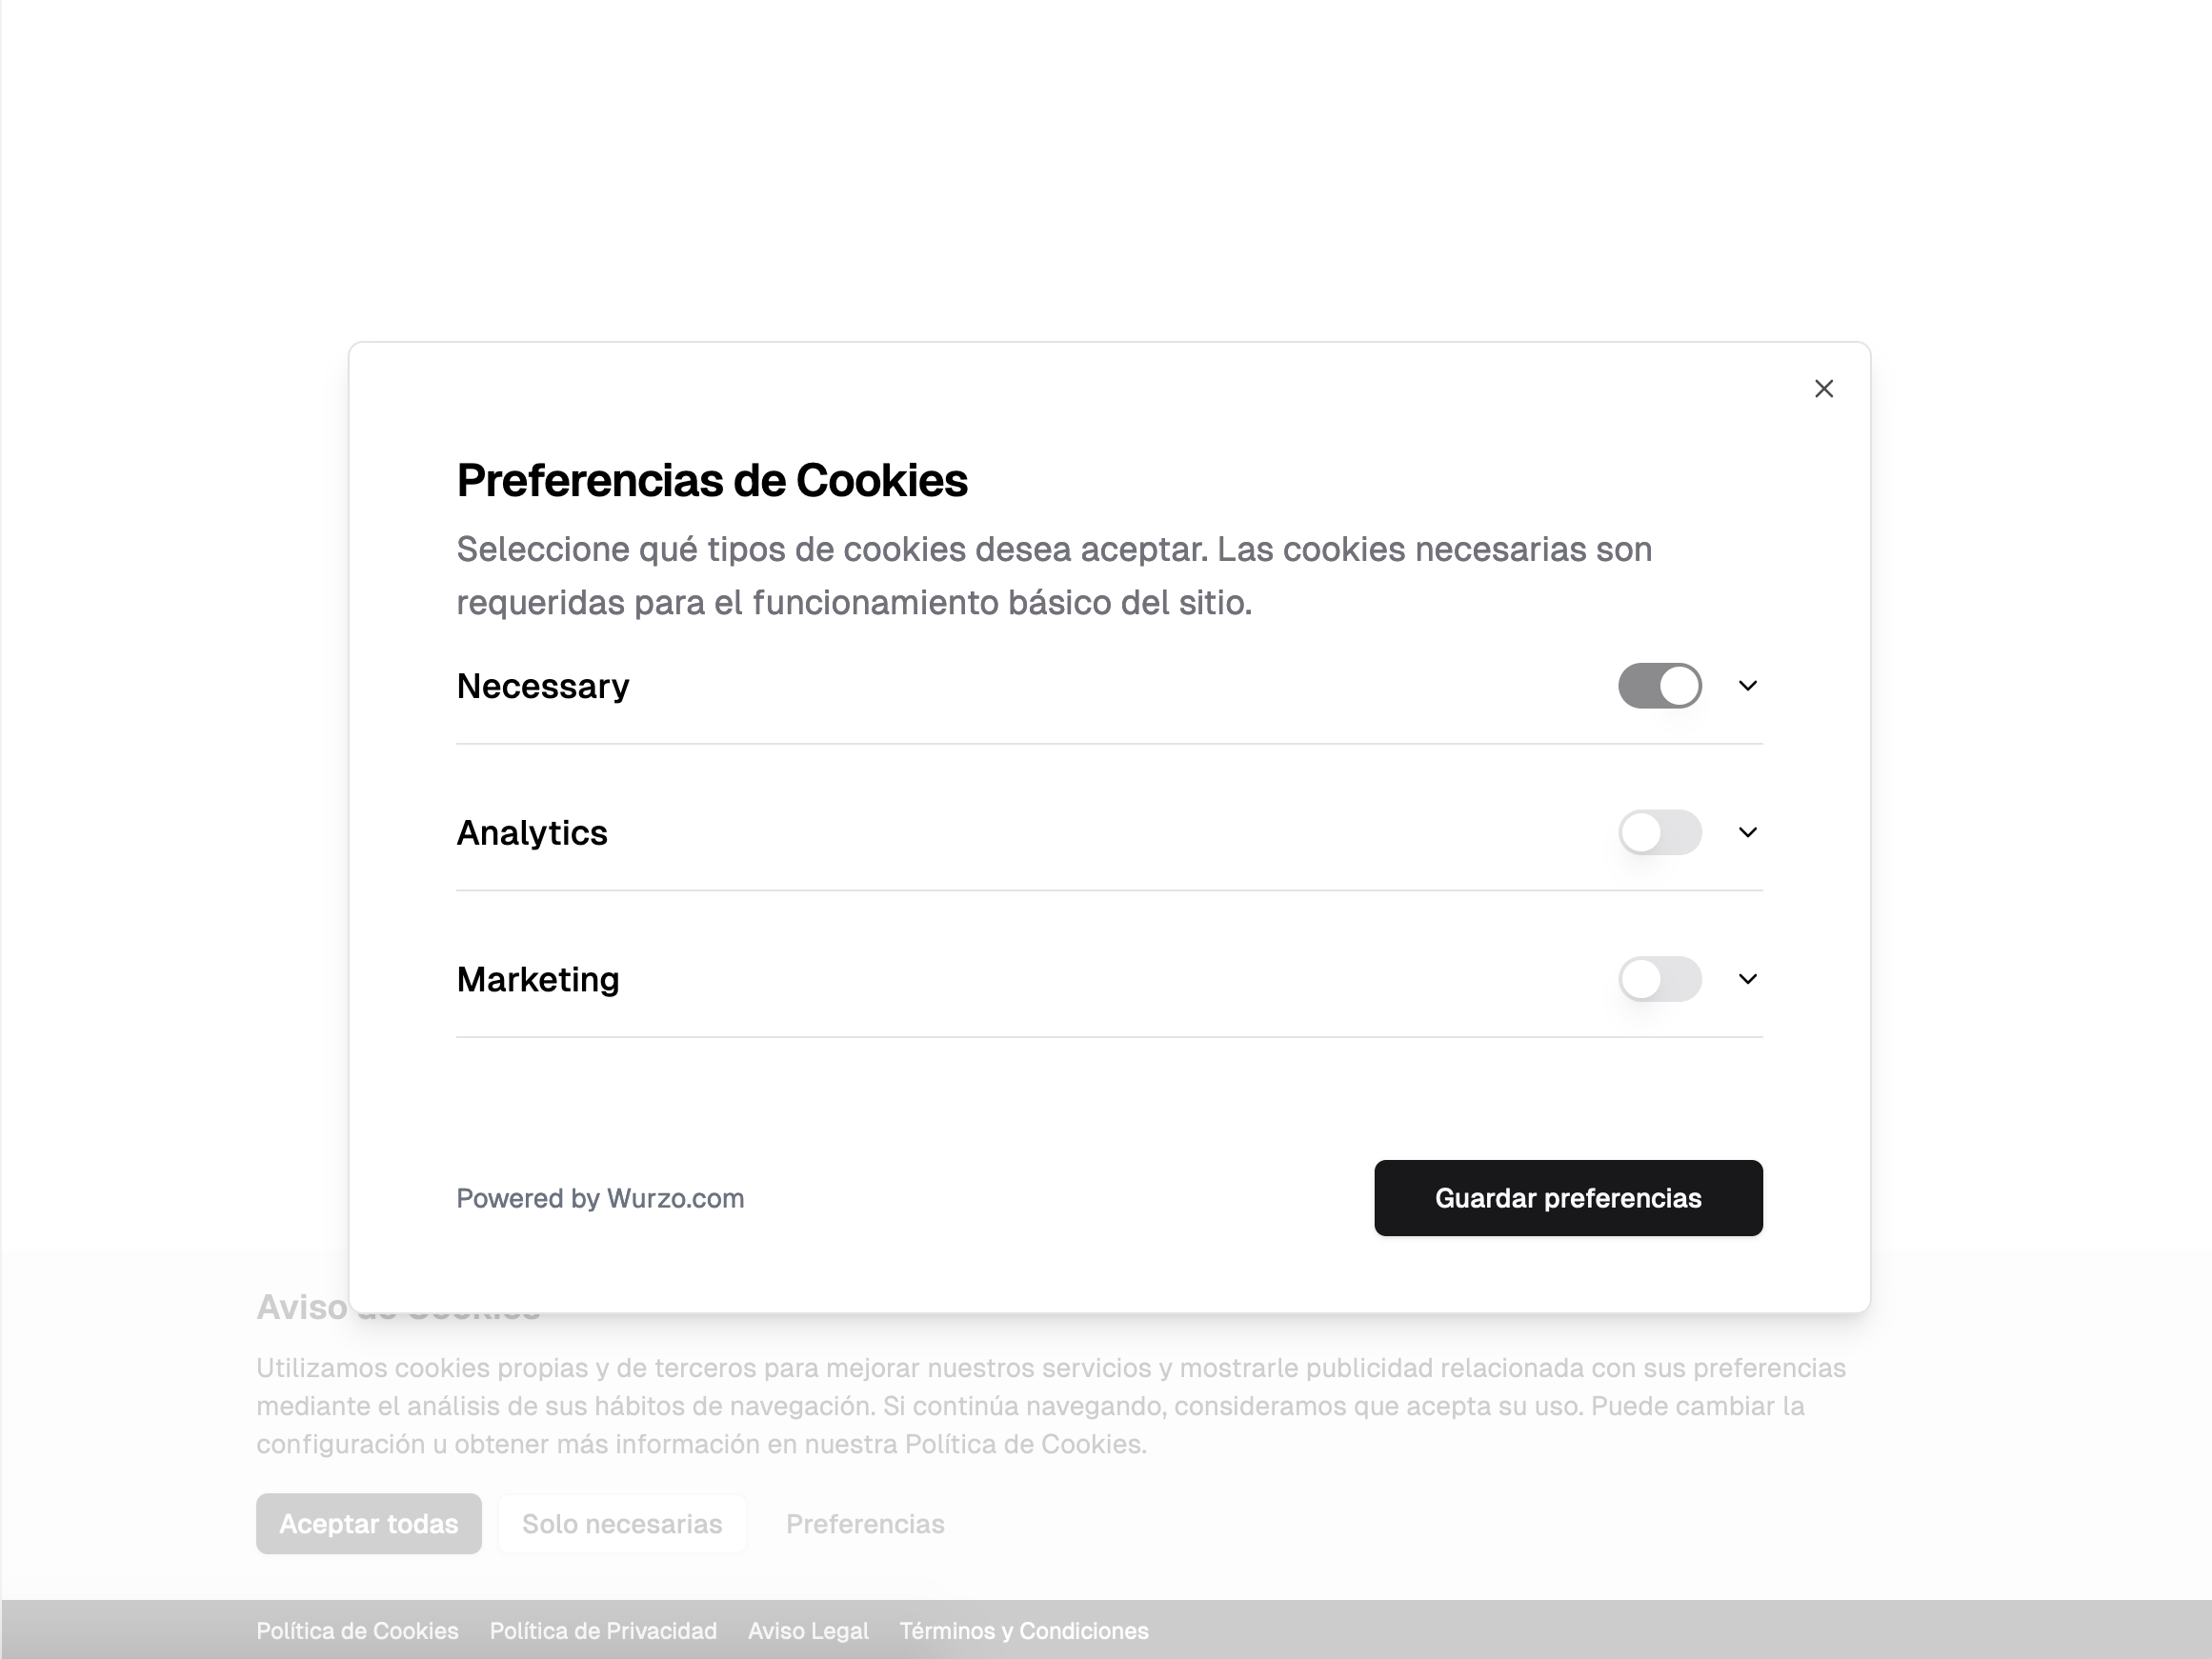 Preferencias de Cookies
Seleccione qué tipos de cookies desea aceptar. Las cookies necesarias son
requeridas para el funcionamiento básico del sitio.
Necessary
Analytics
Marketing
Powered by Wurzo.com
Guardar preferencias
Aviso de Cookies
Utilizamos cookies propias y de terceros para mejorar nuestros servicios y mostrarle publicidad relacionada con sus preferencias
mediante el análisis de sus hábitos de navegación. Si continúa navegando, consideramos que acepta su uso. Puede cambiar la
configuración u obtener más información en nuestra Política de Cookies.
Aceptar todas Solo necesarias Preferencias
Política de Cookies Política de Privacidad Aviso Legal Términos y Condiciones